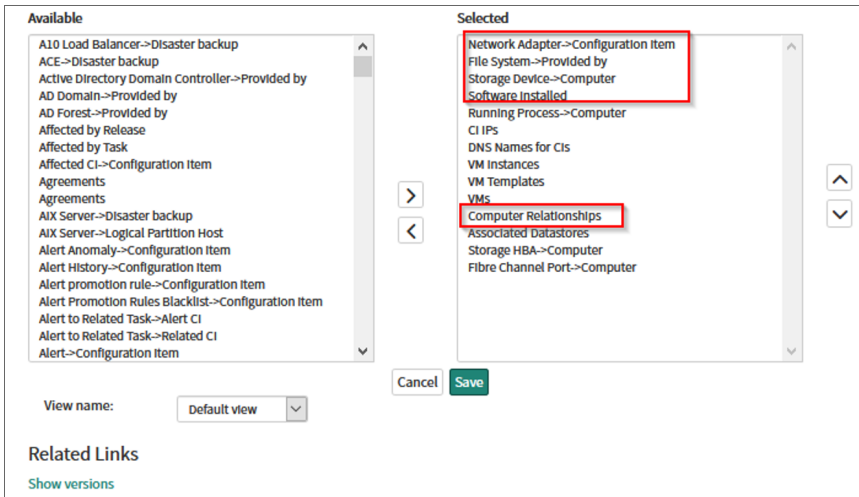 Available
A10 Load Balancer->Disaster backup
ACE->Disaster backup
Active Directory Domain Controller->Provided by
AD Domain->Provided by
AD Forest->Provided by
Affected by Release
Affected by Task
Affected CI->Configuration Item
Agreements
Agreements
AIX Server->Disaster backup
AIX Server->Logical Partition Host
Alert Anomaly->Configuration Item
Alert History->Configuration Item
Alert promotion rule->Configuration Item
Alert Promotion Rules Blacklist->Configuration Item
Alert to Related Task->Alert CI
Alert to Related Task->Related CI
Alert->Configuration Item
Selected
Network Adapter->Configuration Item
File System->Provided by
Storage Device->Computer
Software Installed
Running Process->Computer
CI IPs
DNS Names for CIs
VM Instances
VM Templates
VMs
Computer Relationships
Associated Datastores
Storage HBA->Computer
Fibre Channel Port->Computer
Cancel Save
View name: Default view
Related Links
Show versions